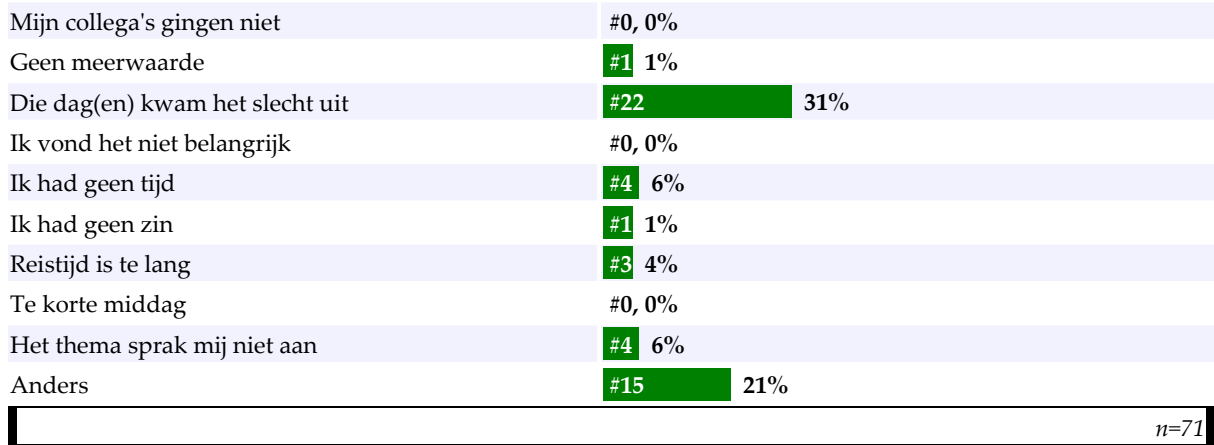 Mijn collega's gingen niet #0, 0%
Geen meerwaarde #1 1%
Die dag(en) kwam het slecht uit #22 31%
Ik vond het niet belangrijk #0, 0%
Ik had geen tijd #4 6%
Ik had geen zin #1 1%
Reistijd is te lang #3 4%
Te korte middag #0, 0%
Het thema sprak mij niet aan #4 6%
Anders #15 21%
n=71